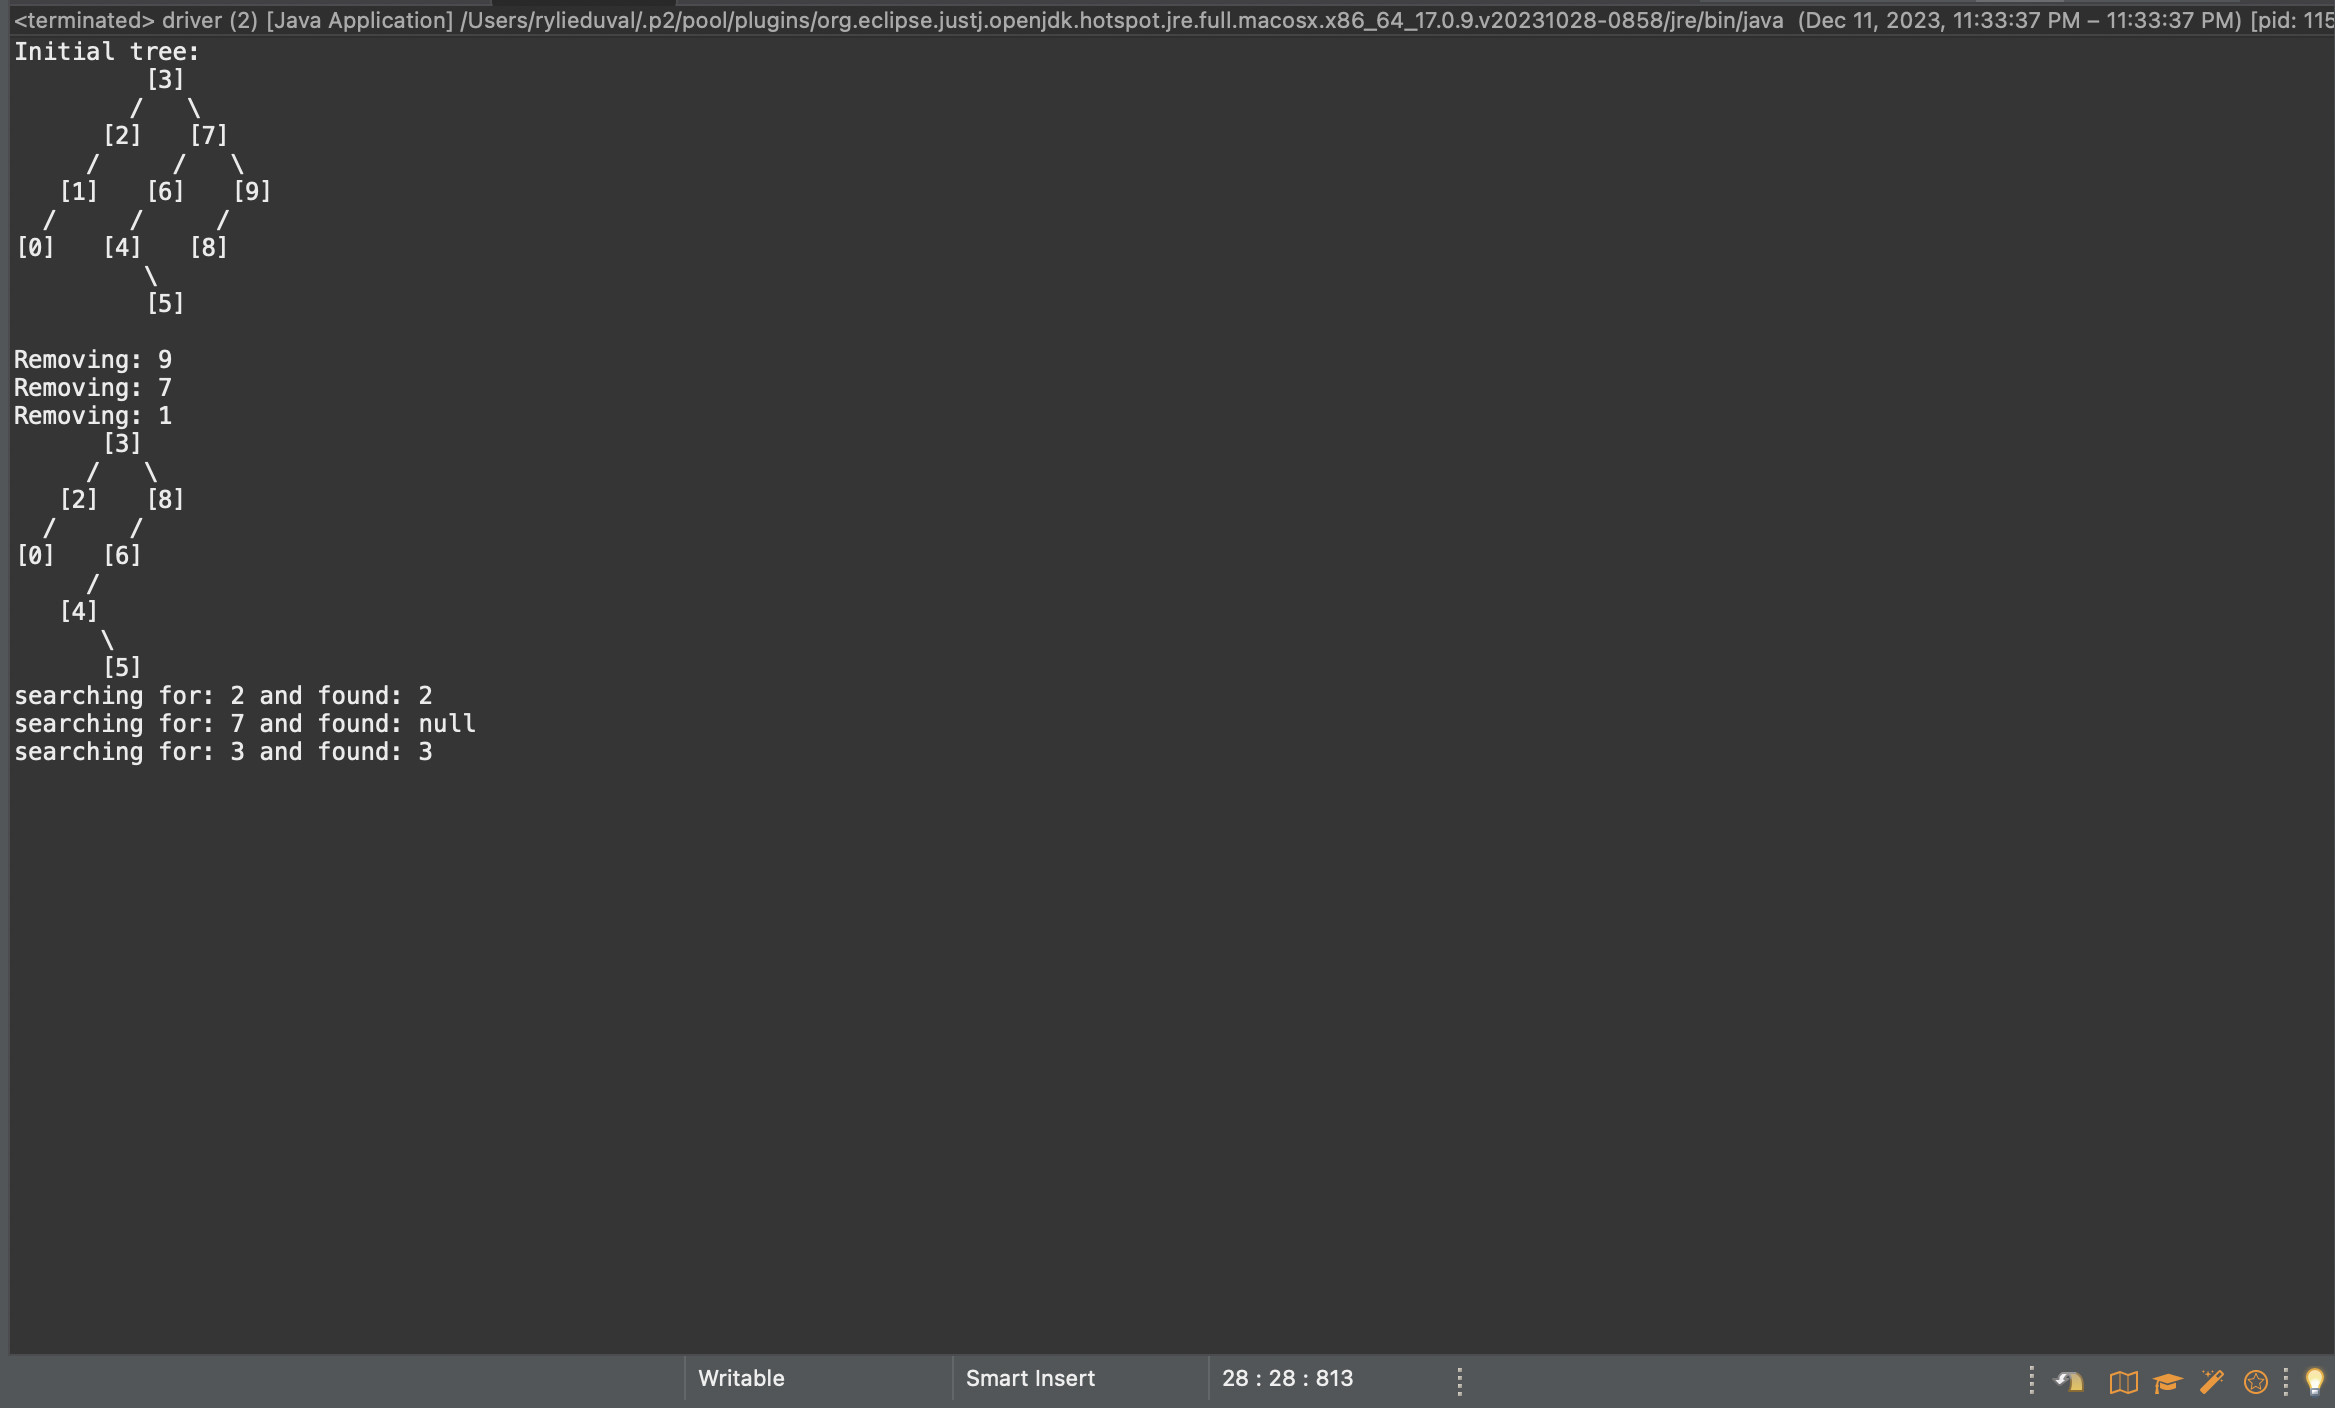 <terminated> driver (2) [Java Application] /Users/rylieduval/.p2/pool/plugins/org.eclipse.justj.openjdk.hotspot.jre.full.macosx.x86_64_17.0.9.v20231028-0858/jre/bin/java (Dec 11, 2023, 11:33:37 PM – 11:33:37 PM) [pid: 115
Initial tree:
         [3]
        /   \
      [2]   [7]
     /     /   \
   [1]   [6]   [9]
  /     /     /
[0]   [4]   [8]
         \
         [5]

Removing: 9
Removing: 7
Removing: 1
      [3]
     /   \
   [2]   [8]
  /     /
[0]   [6]
     /
   [4]
      \
      [5]
searching for: 2 and found: 2
searching for: 7 and found: null
searching for: 3 and found: 3
Writable
Smart Insert
28 : 28 : 813